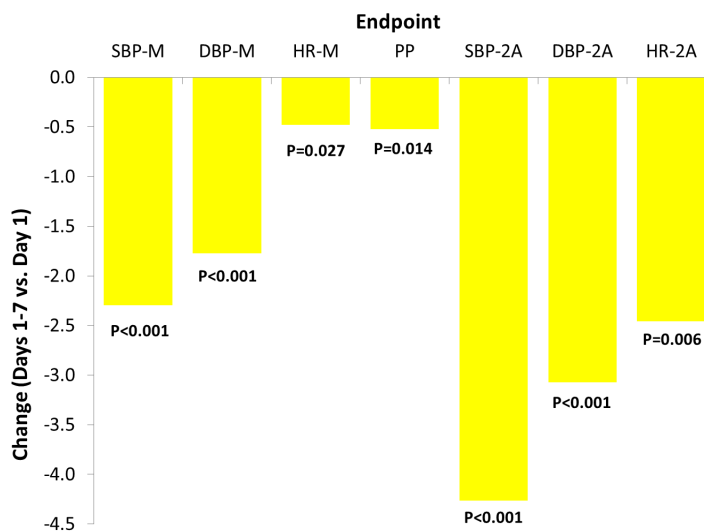 Endpoint
SBP-M DBP-M HR-M PP SBP-2A DBP-2A HR-2A
0.0
-0.5
-1.0
-1.5
-2.0
-2.5
-3.0
-3.5
-4.0
-4.5
Change (Days 1-7 vs. Day 1)
P<0.001
P<0.001
P=0.027
P=0.014
P<0.001
P<0.001
P=0.006